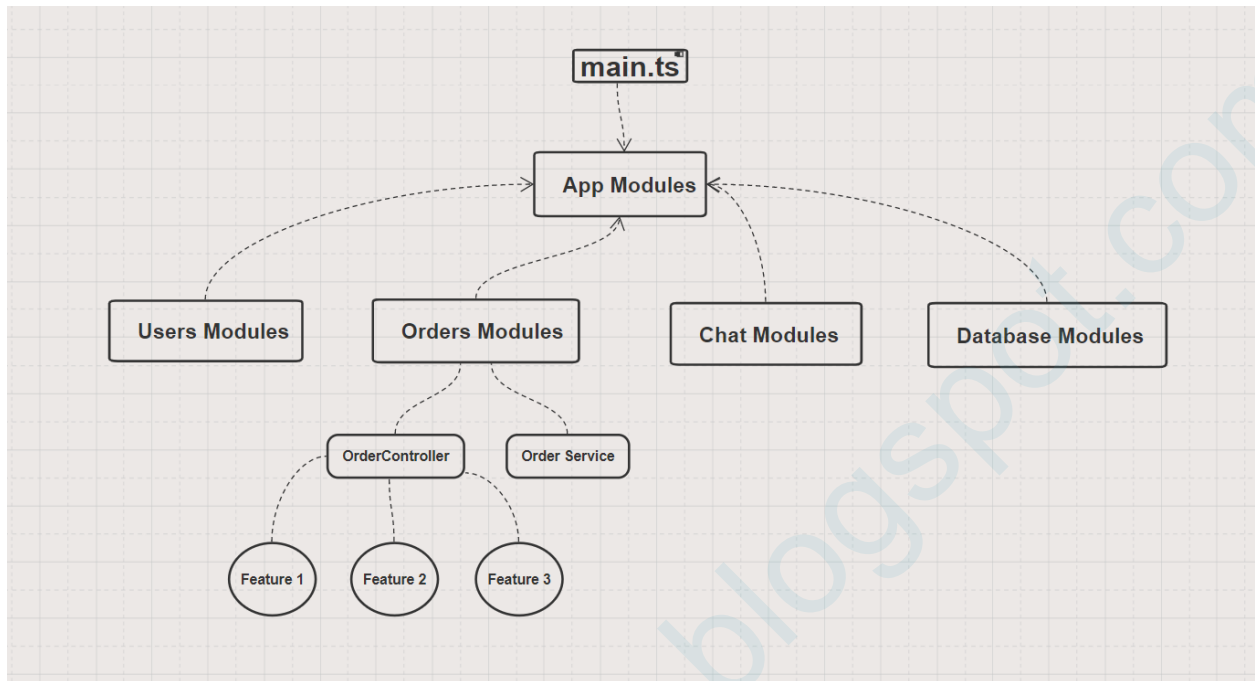 main.ts
App Modules
Users Modules
Orders Modules
Chat Modules
Database Modules
OrderController
Order Service
Feature 1
Feature 2
Feature 3
blogspot.com